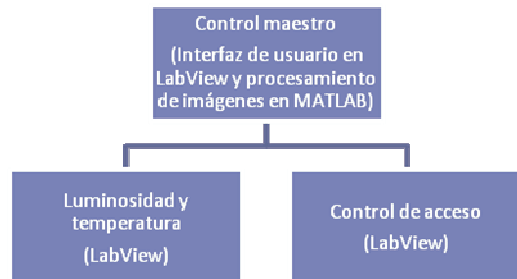 Control maestro
(Interfaz de usuario en
LabView y procesamiento
de imágenes en MATLAB)
Luminosidad y
temperatura
(LabView)
Control de acceso
(LabView)